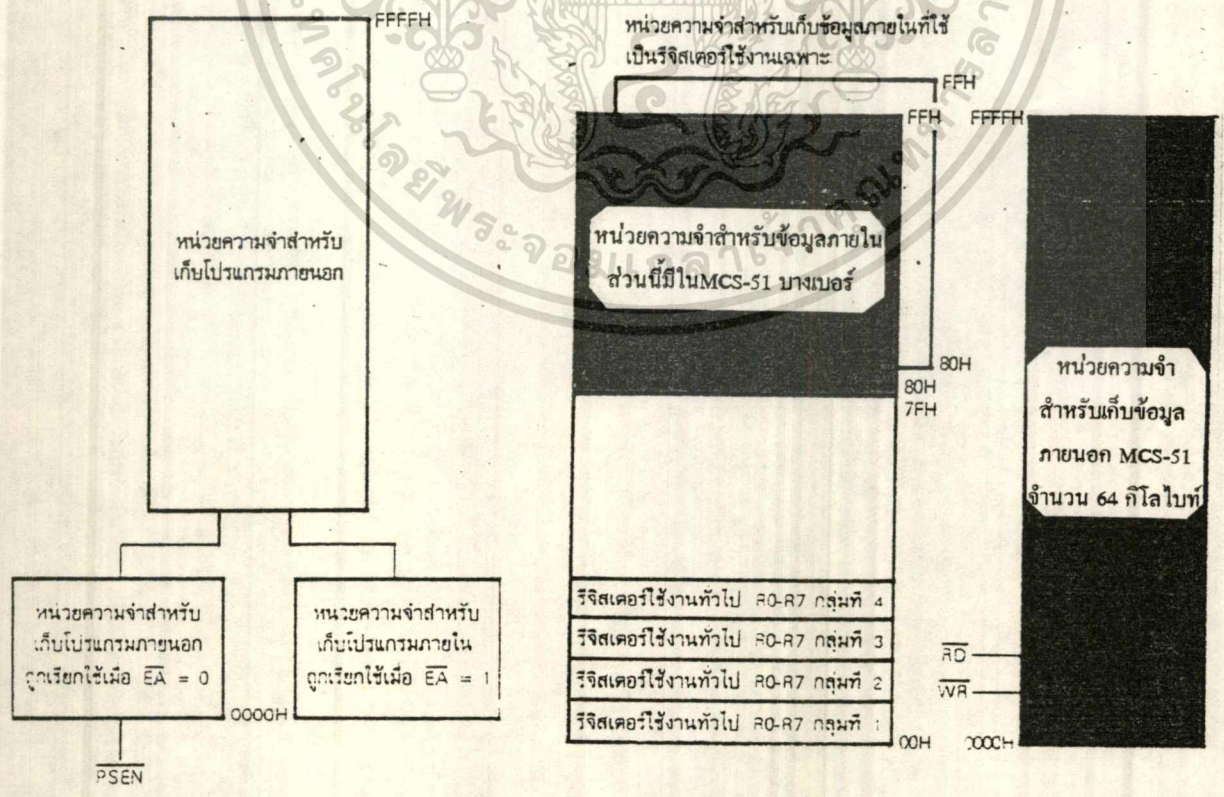 FFFFH
หน่วยความจำสำหรับ
เก็บโปรแกรมภายนอก
หน่วยความจำสำหรับ
เก็บโปรแกรมภายนอก
ถูกเรียกใช้เมื่อ E̅A̅ = 0
หน่วยความจำสำหรับ
เก็บโปรแกรมภายใน
ถูกเรียกใช้เมื่อ E̅A̅ = 1
0000H
P̅S̅E̅N̅
หน่วยความจำสำหรับเก็บข้อมูลภายในที่ใช้
เป็นรีจิสเตอร์ใช้งานเฉพาะ
FFH
FFH
หน่วยความจำสำหรับข้อมูลภายใน
ส่วนนี้มีในMCS-51 บางเบอร์
80H
80H
7FH
รีจิสเตอร์ใช้งานทั่วไป R0-R7 กลุ่มที่ 4
รีจิสเตอร์ใช้งานทั่วไป R0-R7 กลุ่มที่ 3
รีจิสเตอร์ใช้งานทั่วไป R0-R7 กลุ่มที่ 2
รีจิสเตอร์ใช้งานทั่วไป R0-R7 กลุ่มที่ 1
00H
FFFFH
หน่วยความจำ
สำหรับเก็บข้อมูล
ภายนอก MCS-51
จำนวน 64 กิโลไบท์
R̅D̅
W̅R̅
0000H